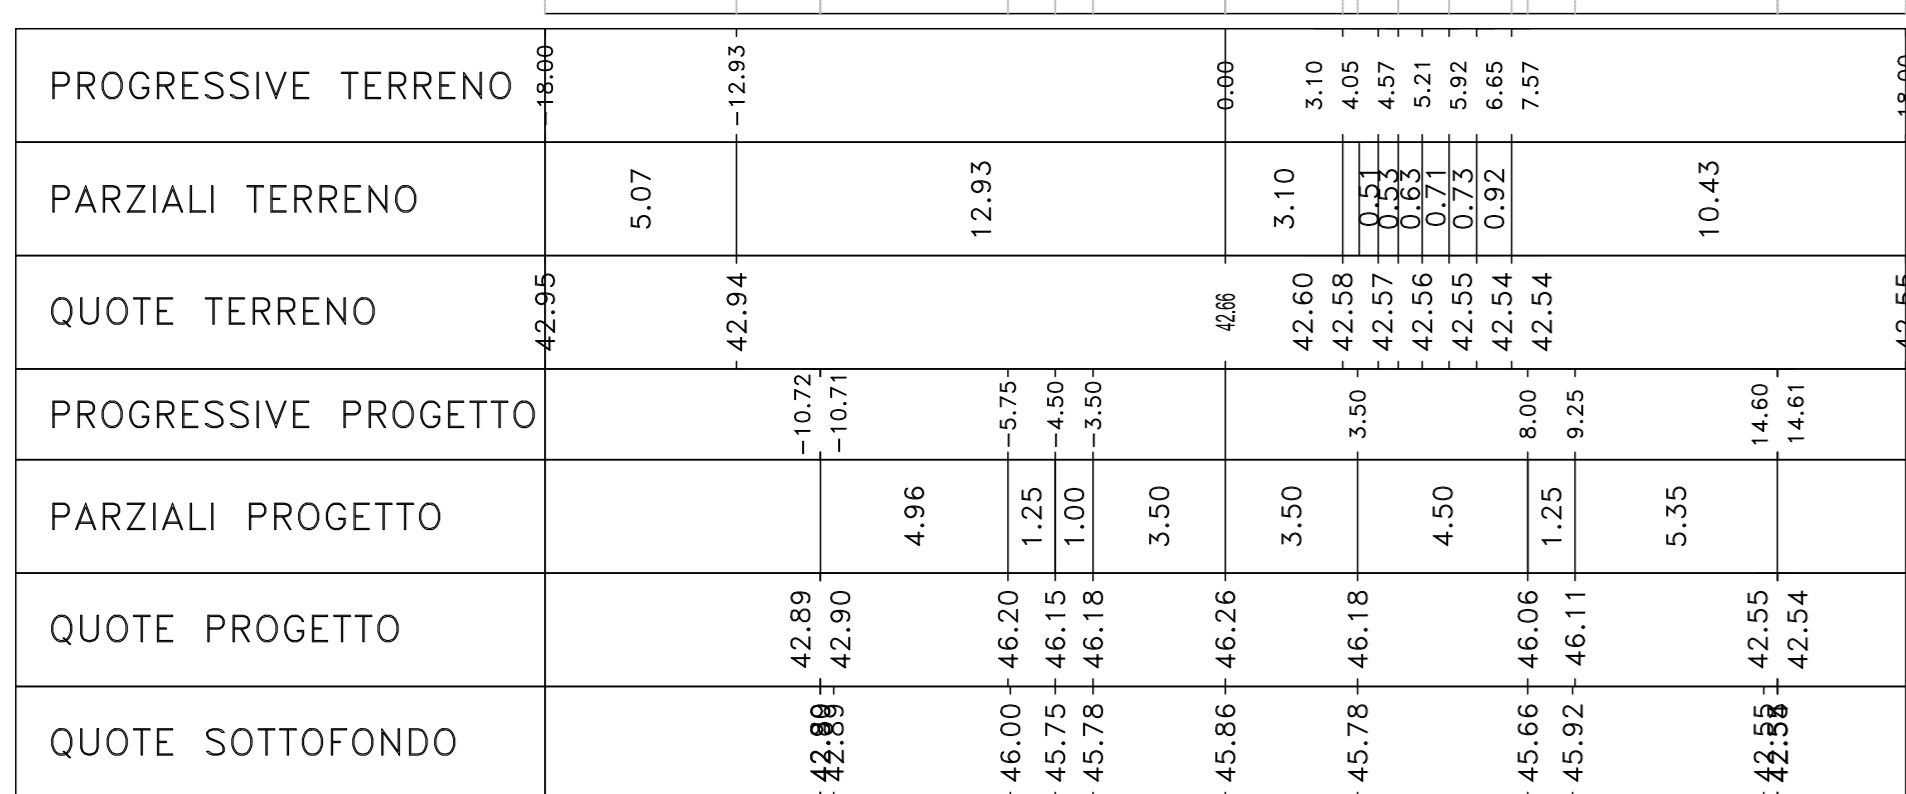 PROGRESSIVE TERRENO -18.00 -12.93 0.00 3.10 4.05 4.57 5.21 5.92 6.65 7.57 18.00
PARZIALI TERRENO 5.07 12.93 3.10 0.51 0.53 0.63 0.71 0.73 0.92 10.43
QUOTE TERRENO 42.95 42.94 42.66 42.60 42.58 42.57 42.56 42.55 42.54 42.54 42.55
PROGRESSIVE PROGETTO -10.72 -10.71 -5.75 -4.50 -3.50 3.50 8.00 9.25 14.60 14.61
PARZIALI PROGETTO 4.96 1.25 1.00 3.50 3.50 4.50 1.25 5.35
QUOTE PROGETTO 42.89 42.90 46.20 46.15 46.18 46.26 46.18 46.06 46.11 42.55 42.54
QUOTE SOTTOFONDO 42.89 46.00 45.75 45.78 45.86 45.78 45.66 45.92 42.55